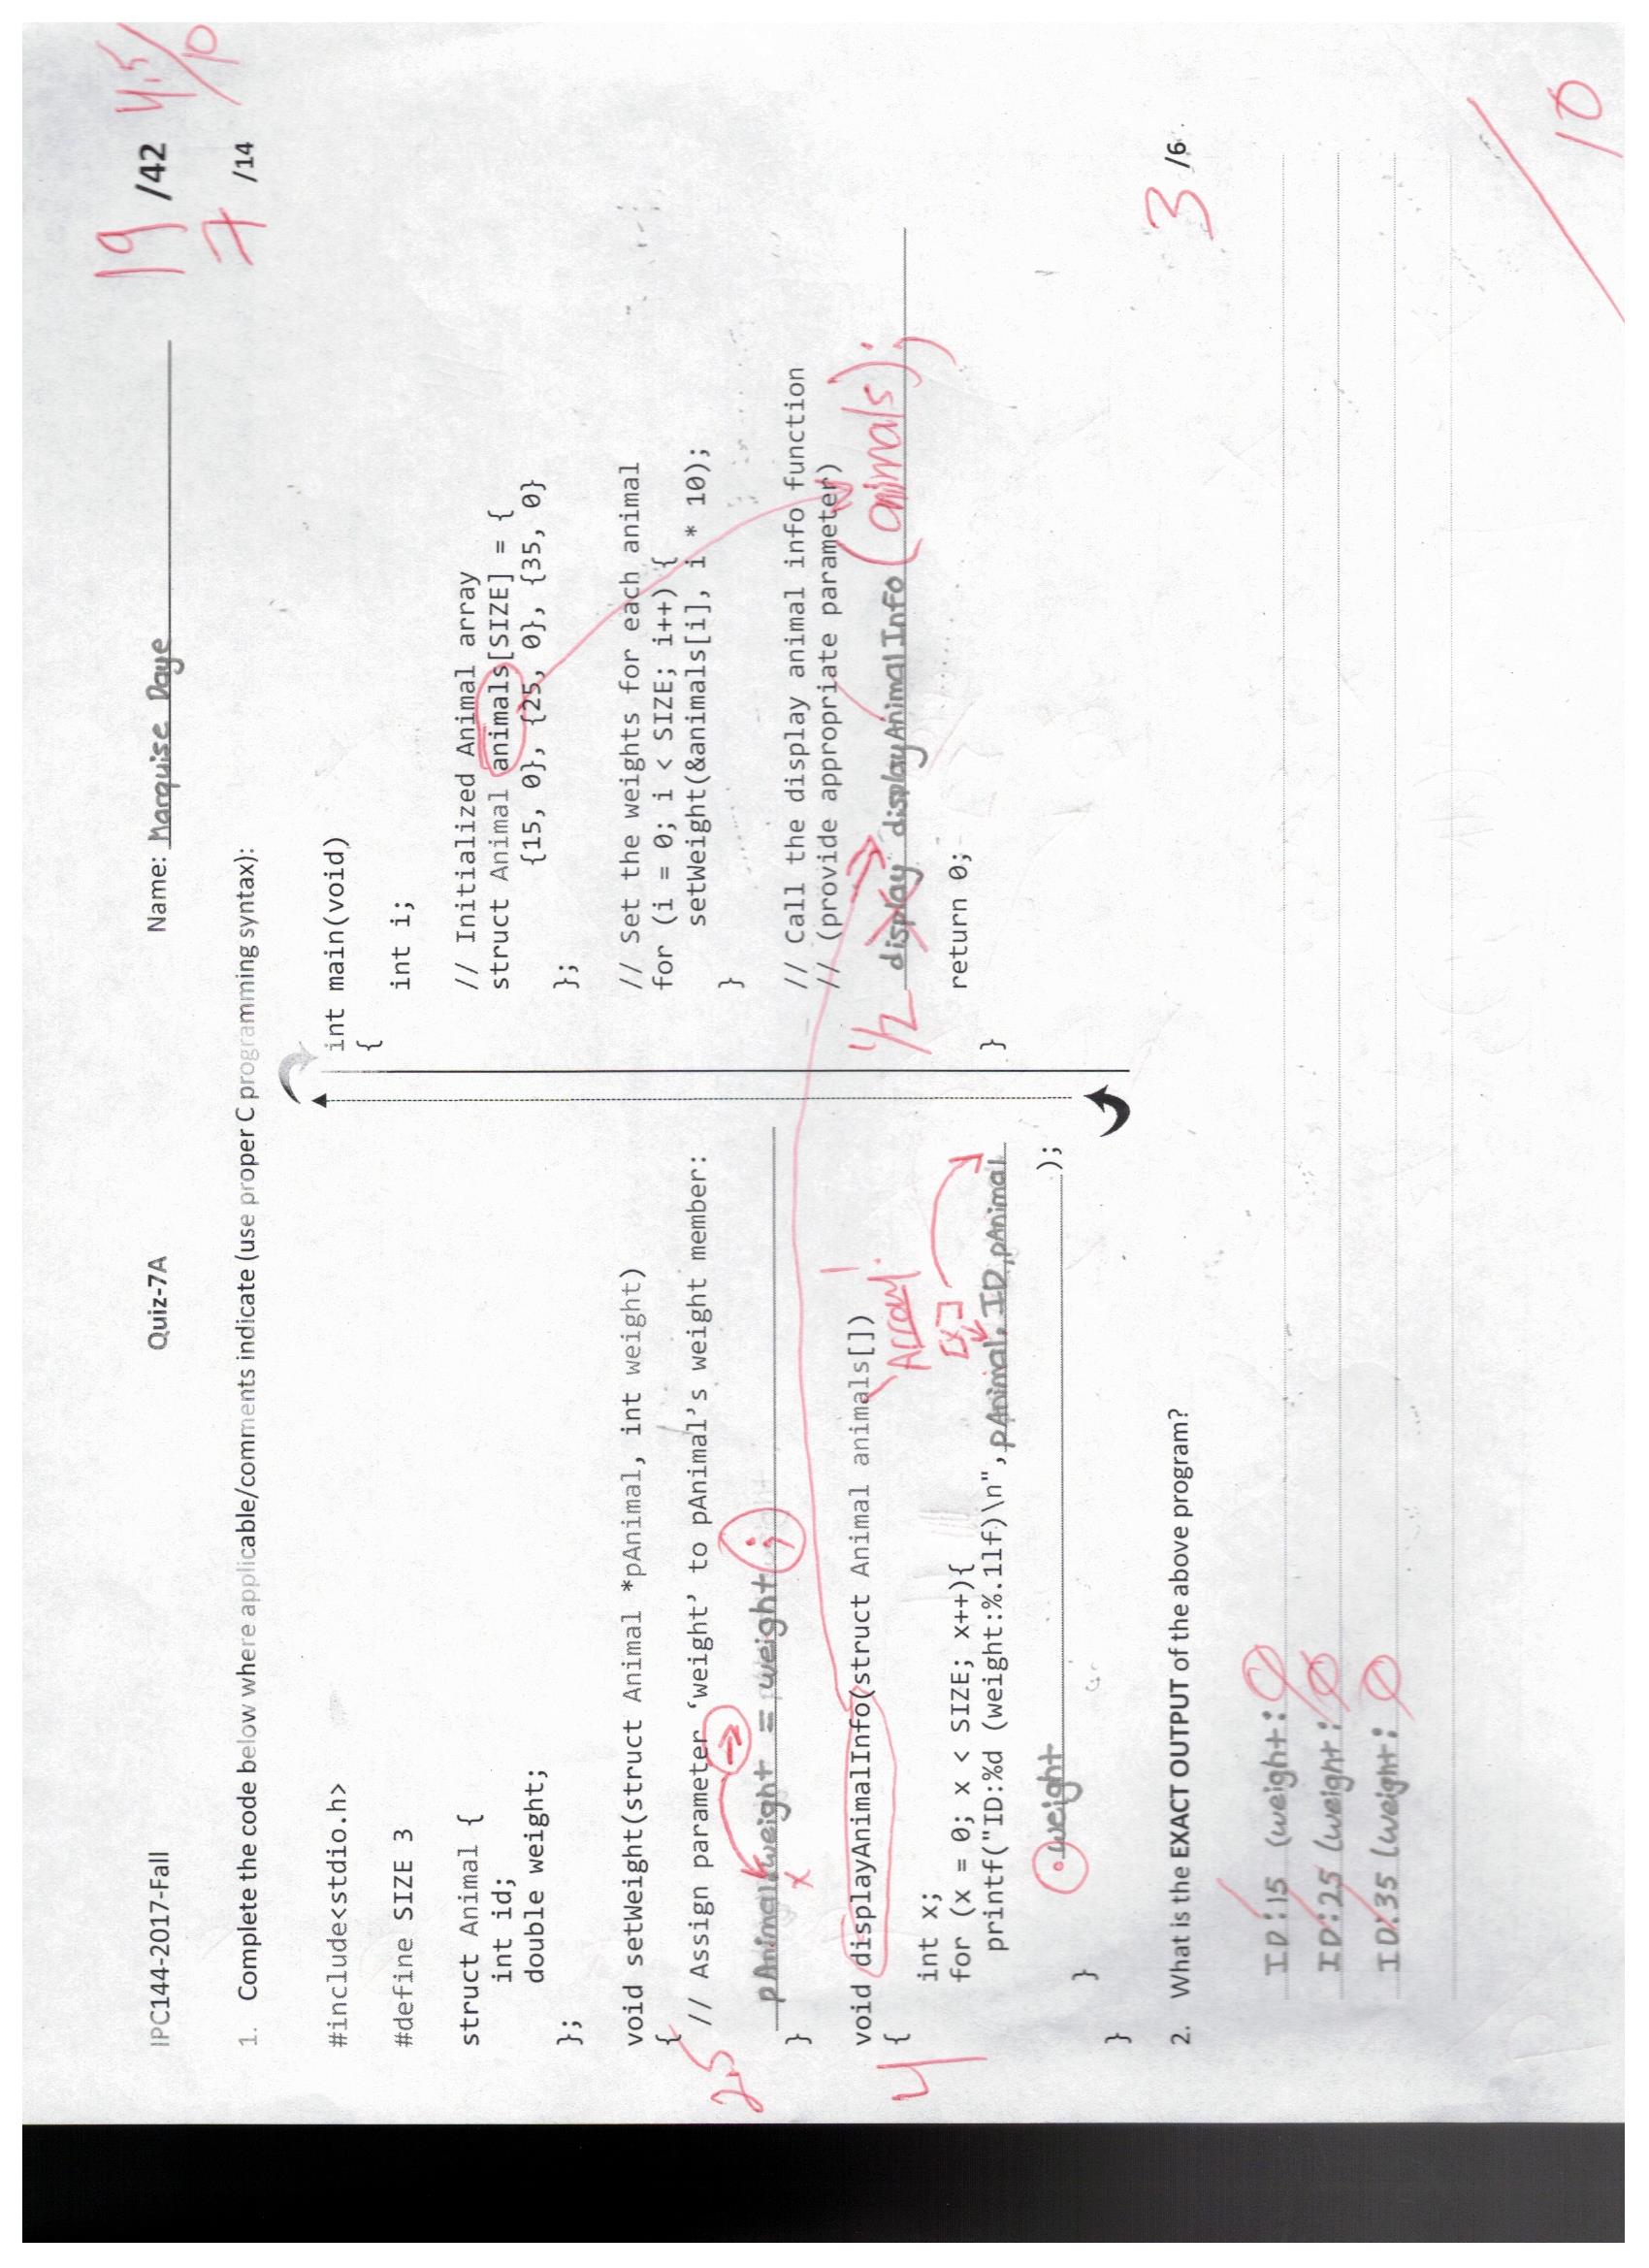 IPC144-2017-Fall Quiz-7A Name: Marquise Daye 19 /42 4.5/10
7 /14
1. Complete the code below where applicable/comments indicate (use proper C programming syntax):
#include<stdio.h>
#define SIZE 3
struct Animal {
int id;
double weight;
};
void setWeight(struct Animal *pAnimal, int weight)
{
// Assign parameter ‘weight’ to pAnimal’s weight member:
2.5 pAnimal.weight = weight ;
→
x
}
void displayAnimalInfo(struct Animal animals[])
4 {
Array
int x;
for (x = 0; x < SIZE; x++){
[x]
printf("ID:%d (weight:%.1lf)\n", pAnimal. ID, pAnimal
.weight );
}
}
int main(void)
{
int i;
// Initialized Animal array
struct Animal animals[SIZE] = {
{15, 0}, {25, 0}, {35, 0}
};
// Set the weights for each animal
for (i = 0; i < SIZE; i++) {
setWeight(&animals[i], i * 10);
}
// Call the display animal info function
// (provide appropriate parameter)
1/2 display displayAnimalInfo (animals);
return 0;
}
2. What is the EXACT OUTPUT of the above program? 3 /6
ID:15 (weight: 0
ID:25 (weight: 0
ID:35 (weight: 0
/10